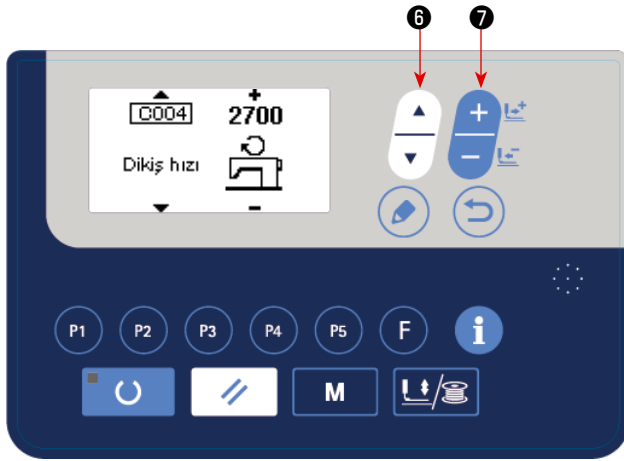 ❻ ❼
C004 2700
Dikiş hızı
P1 P2 P3 P4 P5 F i
M